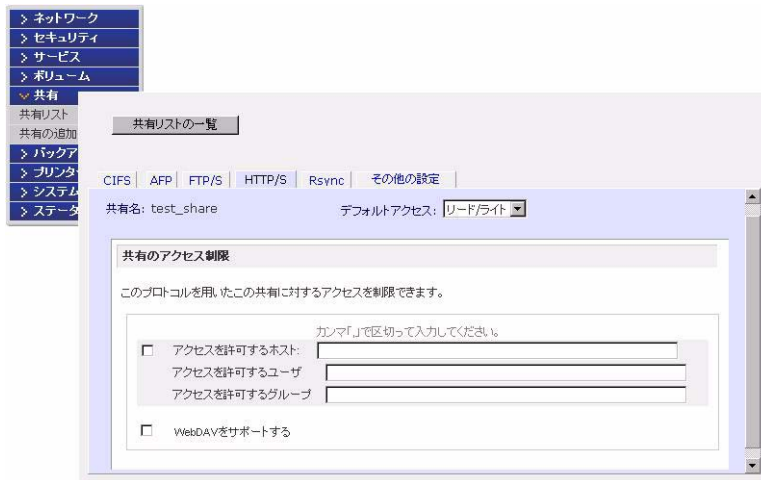 > ネットワーク
> セキュリティ
> サービス
> ボリューム
共有
共有リスト
共有の追加
> バックア
> プリンタ
> システム
> ステータ
共有リストの一覧
CIFS AFP FTP/S HTTP/S Rsync その他の設定
共有名: test_share デフォルトアクセス: リード/ライト
共有のアクセス制限
このプロトコルを用いたこの共有に対するアクセスを制限できます。
カンマ「,」で区切って入力してください。
アクセスを許可するホスト:
アクセスを許可するユーザ
アクセスを許可するグループ
WebDAVをサポートする